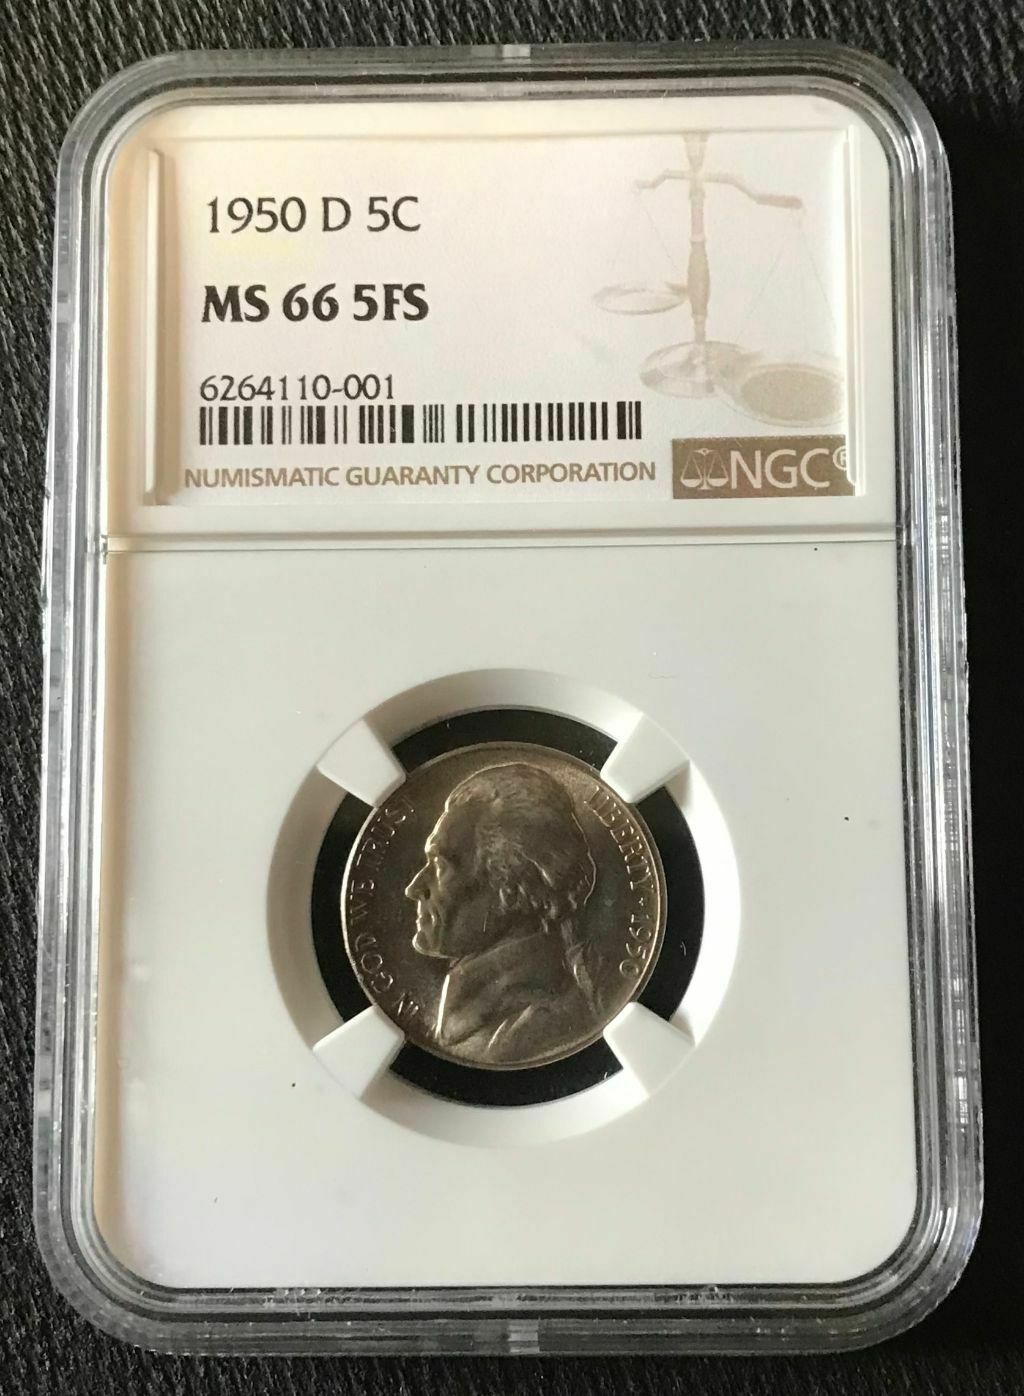 1950 D 5C
MS 66 5FS
6264110-001
NUMISMATIC GUARANTY CORPORATION
NGC®
IN GOD WE TRUST
LIBERTY ★ 1950